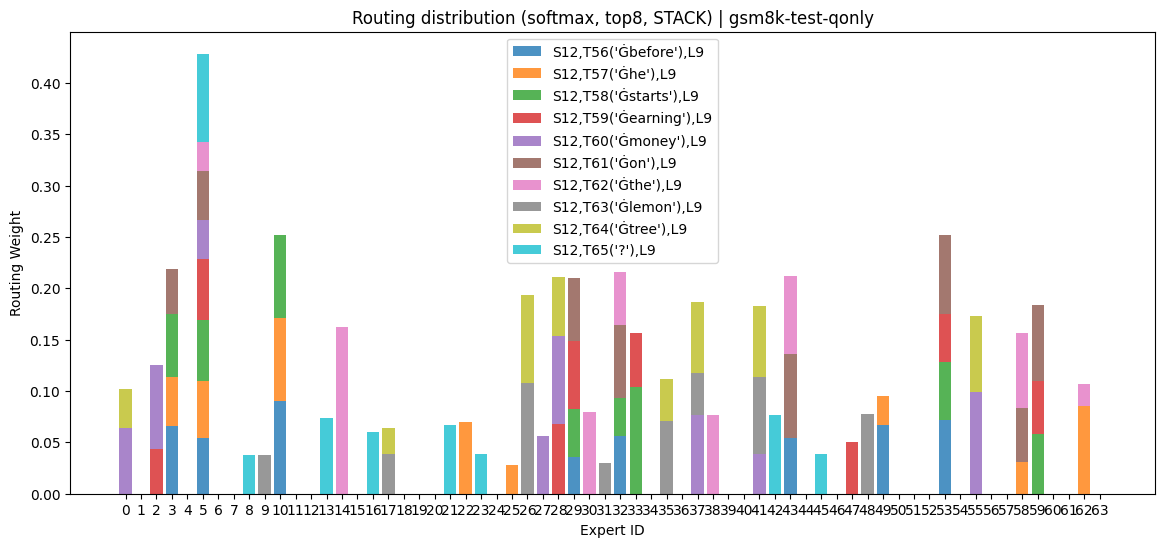 Routing distribution (softmax, top8, STACK) | gsm8k-test-qonly
S12,T56('Ġbefore'),L9
S12,T57('Ġhe'),L9
S12,T58('Ġstarts'),L9
S12,T59('Ġearning'),L9
S12,T60('Ġmoney'),L9
S12,T61('Ġon'),L9
S12,T62('Ġthe'),L9
S12,T63('Ġlemon'),L9
S12,T64('Ġtree'),L9
S12,T65('?'),L9
Routing Weight
0.40
0.35
0.30
0.25
0.20
0.15
0.10
0.05
0.00
0 1 2 3 4 5 6 7 8 9 10 11 12 13 14 15 16 17 18 19 20 21 22 23 24 25 26 27 28 29 30 31 32 33 34 35 36 37 38 39 40 41 42 43 44 45 46 47 48 49 50 51 52 53 54 55 56 57 58 59 60 61 62 63
Expert ID